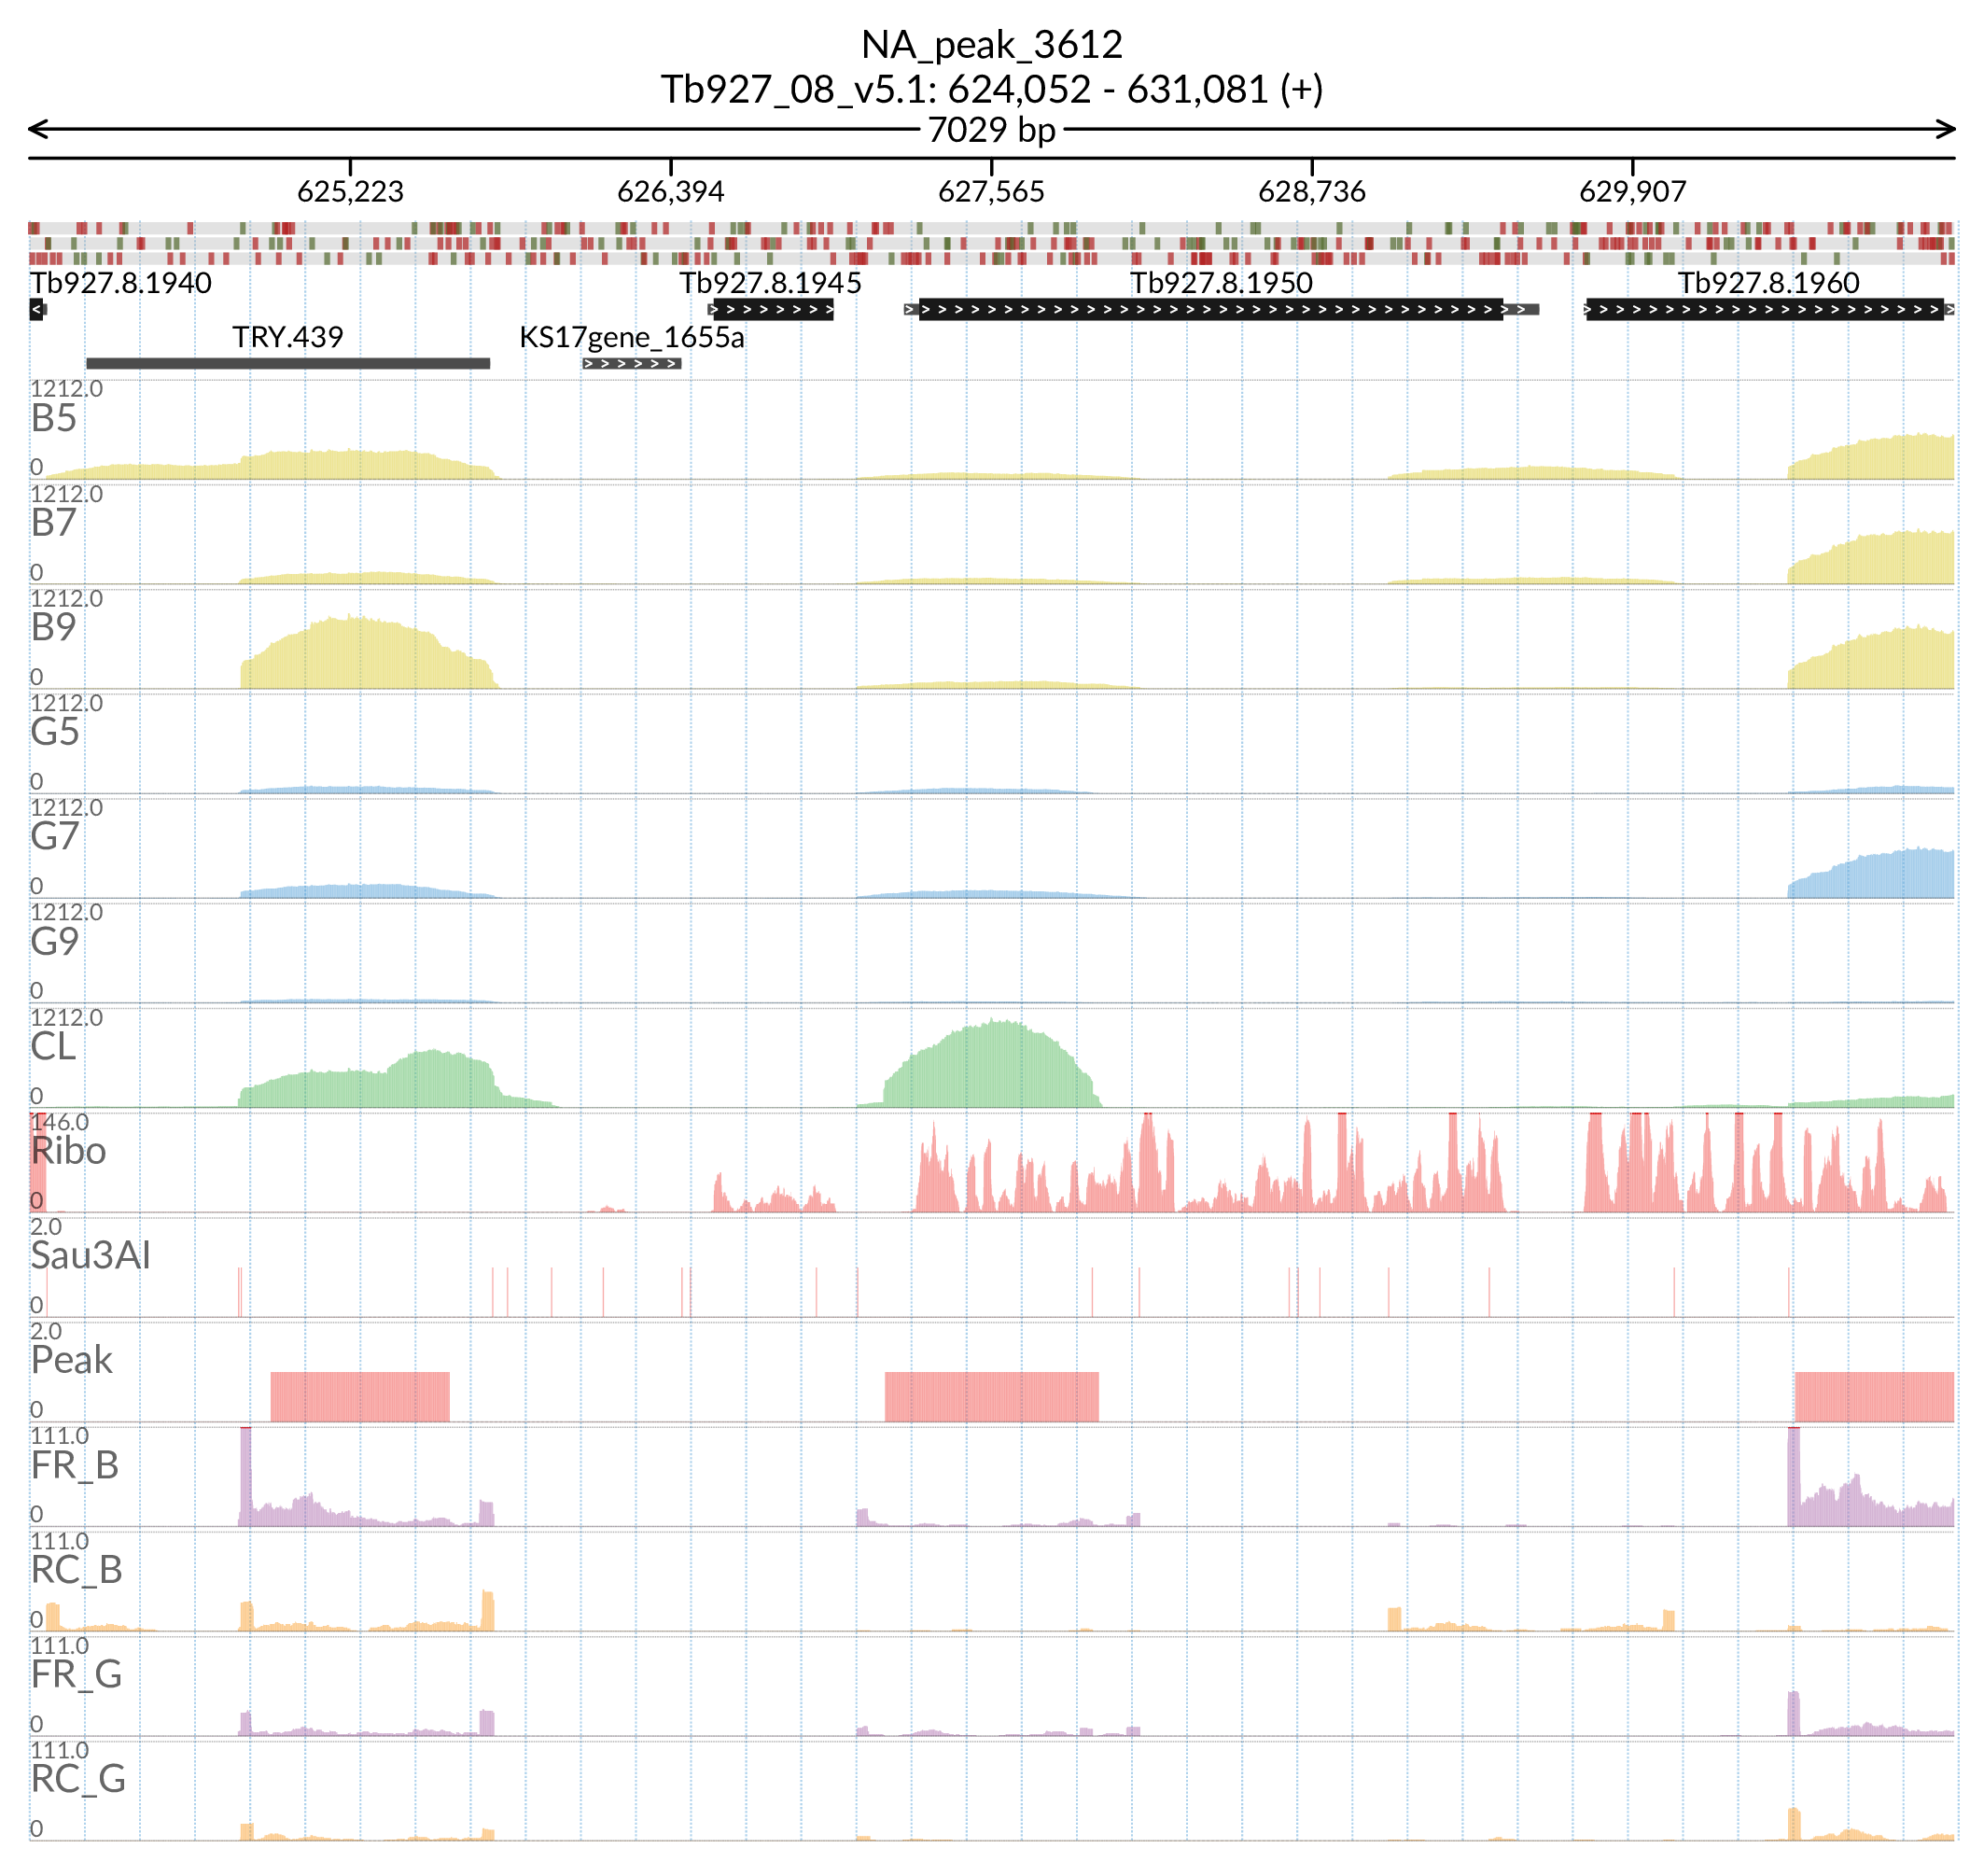 NA_peak_3612
Tb927_08_v5.1: 624,052 - 631,081 (+)
7029 bp
625,223 626,394 627,565 628,736 629,907
Tb927.8.1940 Tb927.8.1945 Tb927.8.1950 Tb927.8.1960
TRY.439 KS17gene_1655a
1212.0
B5
0
1212.0
B7
0
1212.0
B9
0
1212.0
G5
0
1212.0
G7
0
1212.0
G9
0
1212.0
CL
0
146.0
Ribo
0
2.0
Sau3AI
0
2.0
Peak
0
111.0
FR_B
0
111.0
RC_B
0
111.0
FR_G
0
111.0
RC_G
0